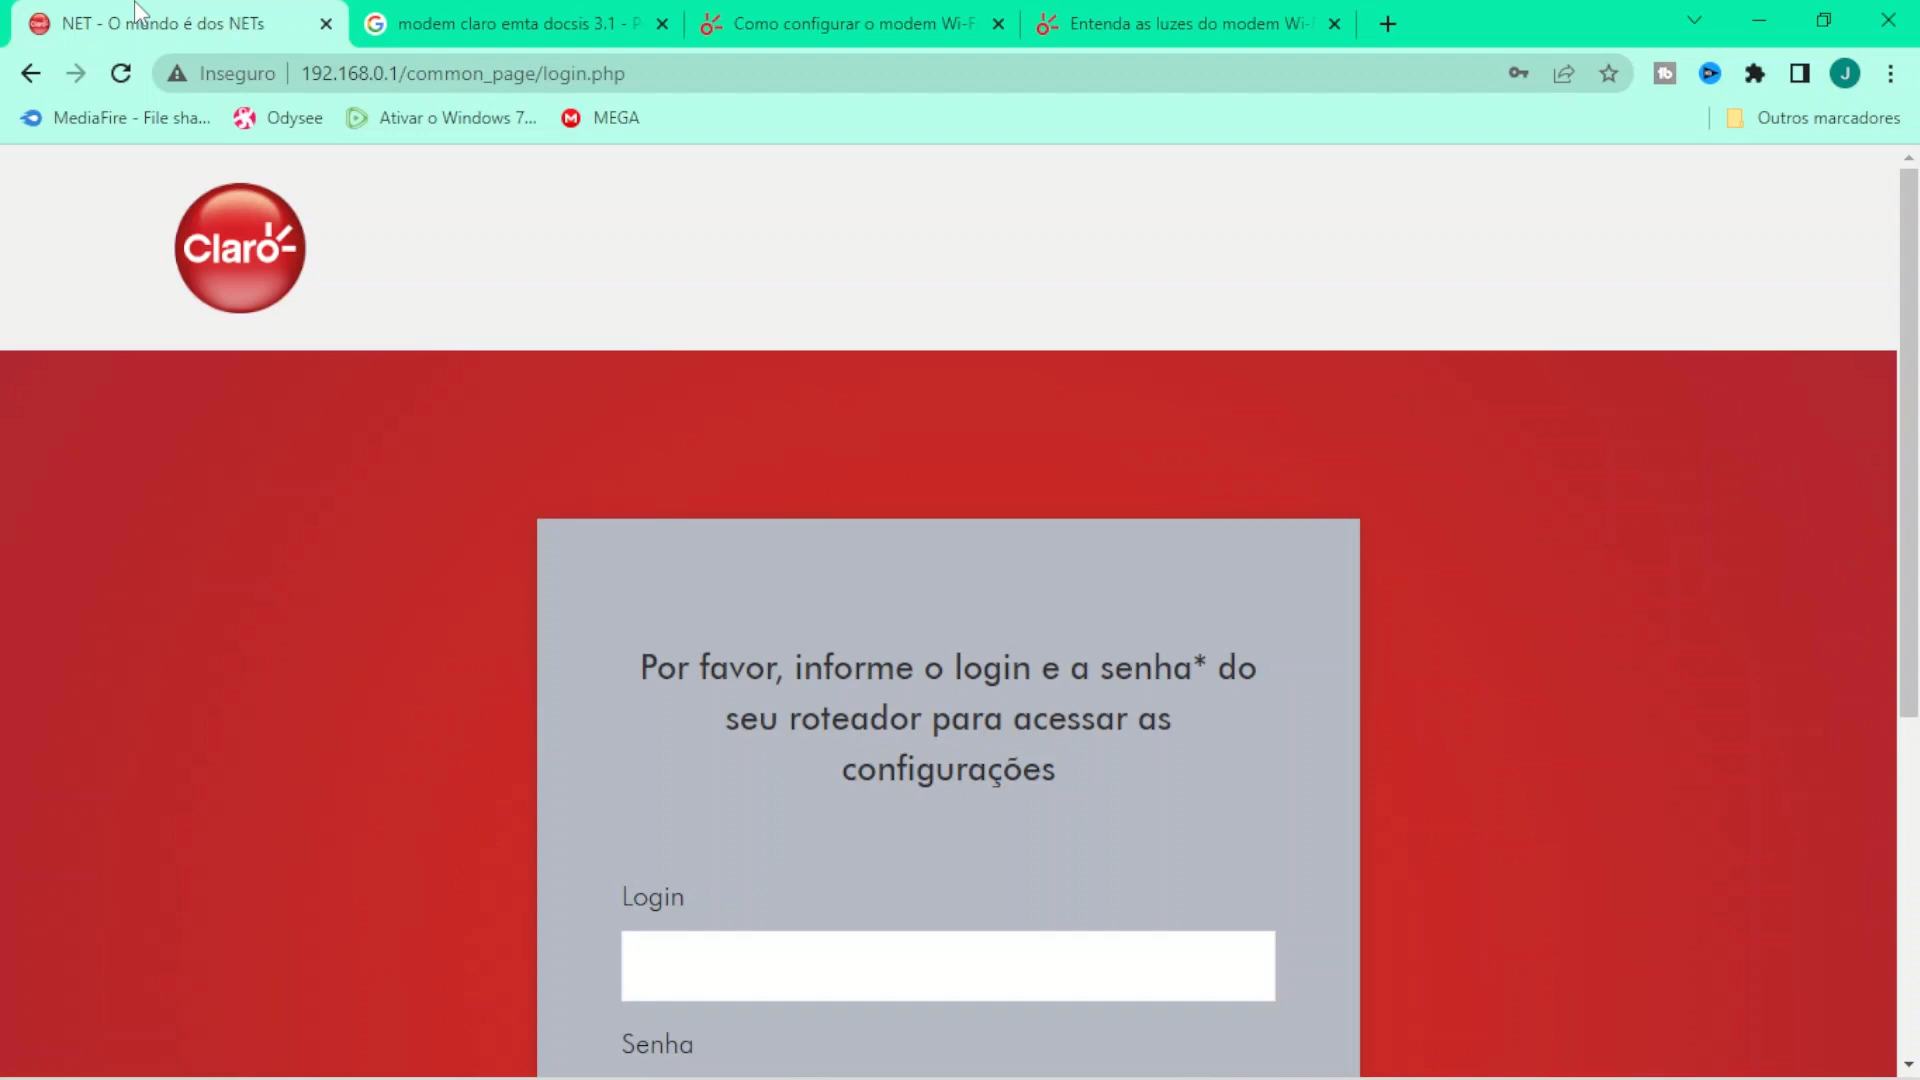 NET - O mundo é dos NETs
modem claro emta docsis 3.1 - P
Como configurar o modem Wi-F
Entenda as luzes do modem Wi-
Inseguro
192.168.0.1/common_page/login.php
J
MediaFire - File sha...
Odysee
Ativar o Windows 7...
MEGA
Outros marcadores
Claro
Por favor, informe o login e a senha* do
seu roteador para acessar as
configurações
Login
Senha